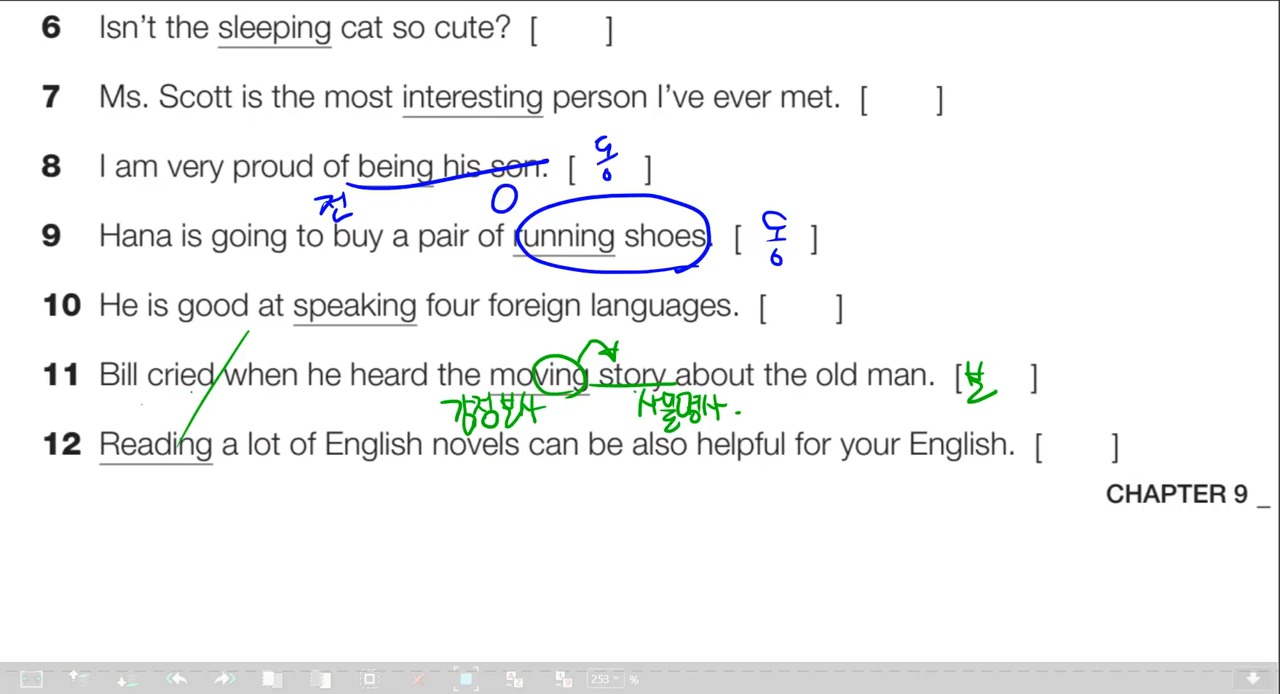 6 Isn't the sleeping cat so cute? [ ]
7 Ms. Scott is the most interesting person I've ever met. [ ]
8 I am very proud of being his son. [ 동 ]
전 O
9 Hana is going to buy a pair of running shoes. [ 동 ]
10 He is good at speaking four foreign languages. [ ]
11 Bill cried when he heard the moving story about the old man. [ 분 ]
감정분사 사물명사.
12 Reading a lot of English novels can be also helpful for your English. [ ]
CHAPTER 9 _
253 %